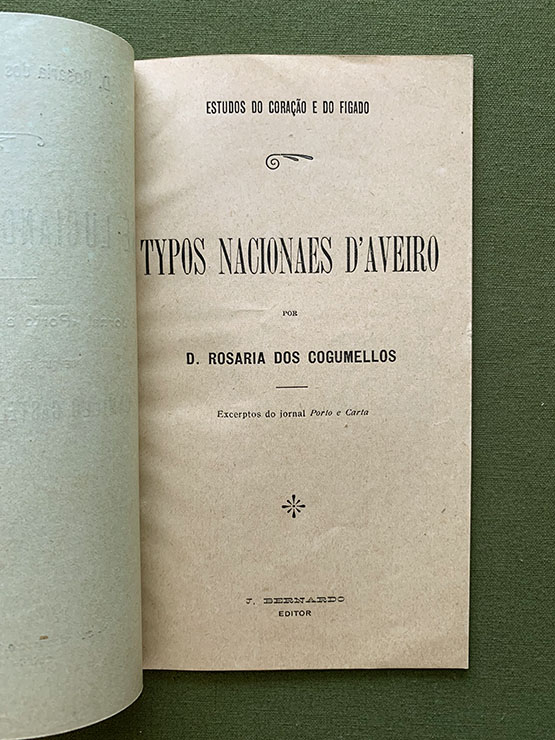 ESTUDOS DO CORAÇÃO E DO FIGADO
TYPOS NACIONAES D'AVEIRO
POR
D. ROSARIA DOS COGUMELLOS
Excerptos do jornal Porto e Carta
J. BERNARDO
EDITOR